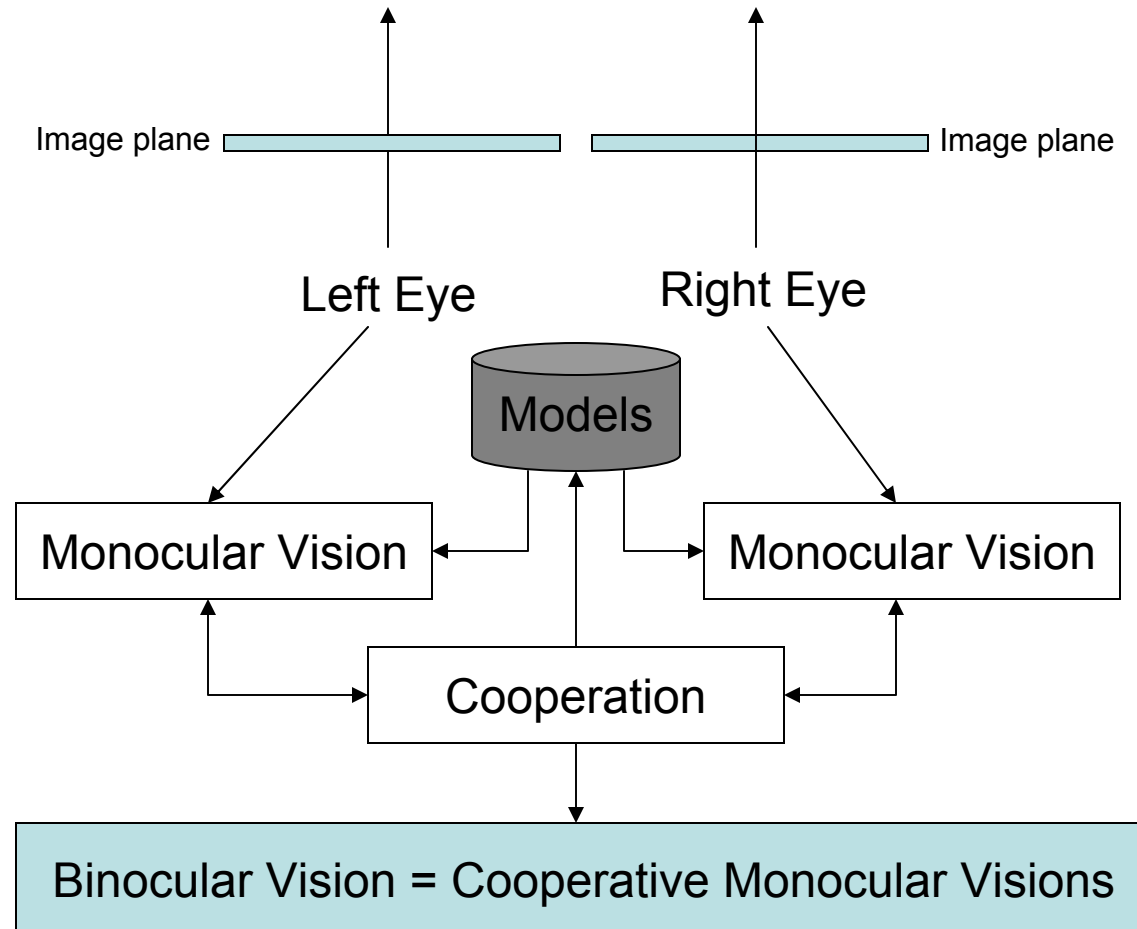 Image plane
Image plane
Left Eye
Right Eye
Models
Monocular Vision
Monocular Vision
Cooperation
Binocular Vision = Cooperative Monocular Visions